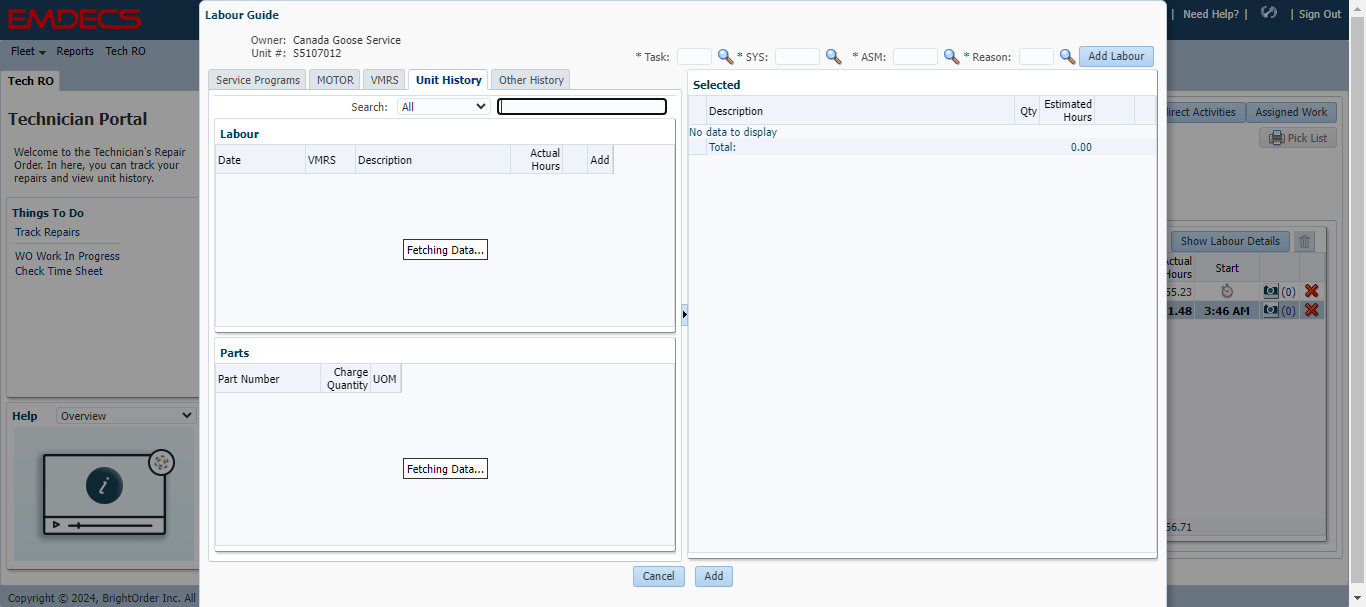 EMDECS
Need Help? |
| Sign Out
Fleet
Reports
Tech RO
Tech RO
Technician Portal
Welcome to the Technician's Repair
Order. In here, you can track your
repairs and view unit history.
Things To Do
Track Repairs
WO Work In Progress
Check Time Sheet
Help
Overview
i
Copyright © 2024, BrightOrder Inc. All
Labour Guide
Owner: Canada Goose Service
Unit #: S5107012
* Task:
* SYS:
* ASM:
* Reason:
Add Labour
Service Programs
MOTOR
VMRS
Unit History
Other History
Search:
All
Labour
Date
VMRS
Description
Actual
Hours
Add
Fetching Data...
Parts
Part Number
Charge
Quantity
UOM
Fetching Data...
Selected
Description
Qty
Estimated
Hours
No data to display
Total:
0.00
Cancel
Add
irect Activities
Assigned Work
Pick List
Show Labour Details
ctual
Hours
Start
55.23
(0)
1.48
3:46 AM
(0)
56.71